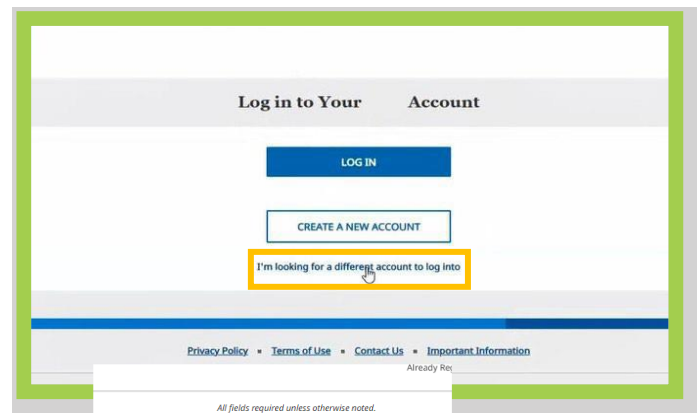 Log in to Your Account
LOG IN
CREATE A NEW ACCOUNT
I'm looking for a different account to log into
Privacy Policy ▪ Terms of Use ▪ Contact Us ▪ Important Information
Already
All fields required unless otherwise noted.